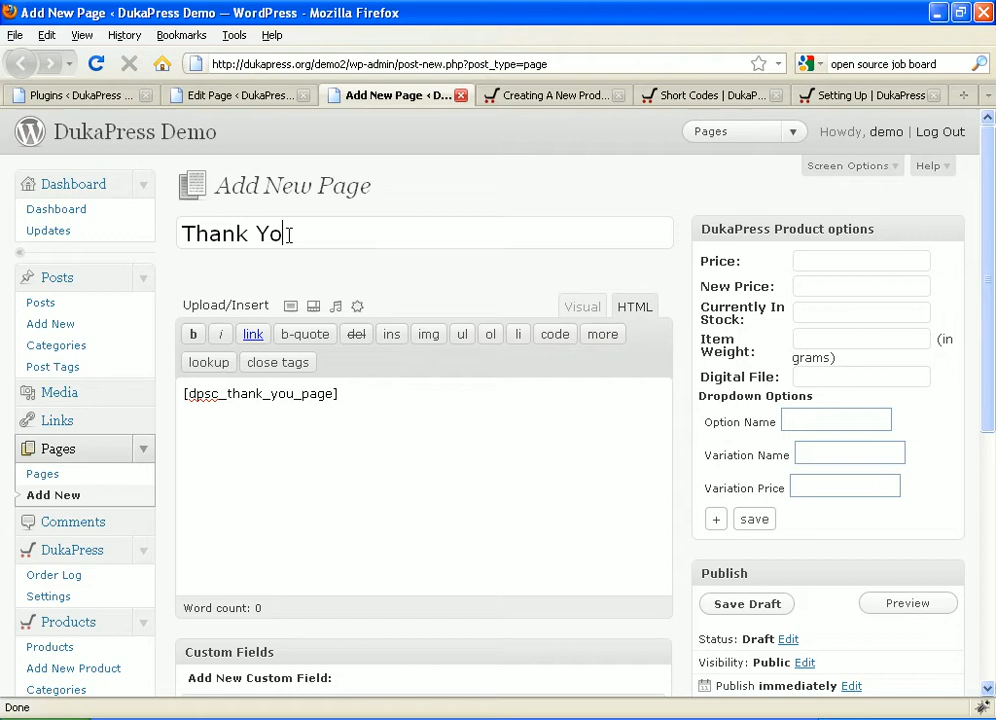 Add New Page ‹ DukaPress Demo — WordPress - Mozilla Firefox
File Edit View History Bookmarks Tools Help
http://dukapress.org/demo2/wp-admin/post-new.php?post_type=page
open source job board
Plugins ‹ DukaPress ...
Edit Page ‹ DukaPres...
Add New Page ‹ D...
Creating A New Prod...
Short Codes | DukaP...
Setting Up | DukaPress
DukaPress Demo
Pages
Howdy, demo | Log Out
Screen Options
Help
Add New Page
Thank Yo
Dashboard
Dashboard
Updates
Posts
Posts
Add New
Categories
Post Tags
Media
Links
Pages
Pages
Add New
Comments
DukaPress
Order Log
Settings
Products
Products
Add New Product
Categories
Upload/Insert
Visual
HTML
b i link b-quote del ins img ul ol li code more
lookup close tags
[dpsc_thank_you_page]
Word count: 0
Custom Fields
Add New Custom Field:
DukaPress Product options
Price:
New Price:
Currently In
Stock:
Item
Weight:
(in
grams)
Digital File:
Dropdown Options
Option Name
Variation Name
Variation Price
+ save
Publish
Save Draft
Preview
Status: Draft Edit
Visibility: Public Edit
Publish immediately Edit
Done